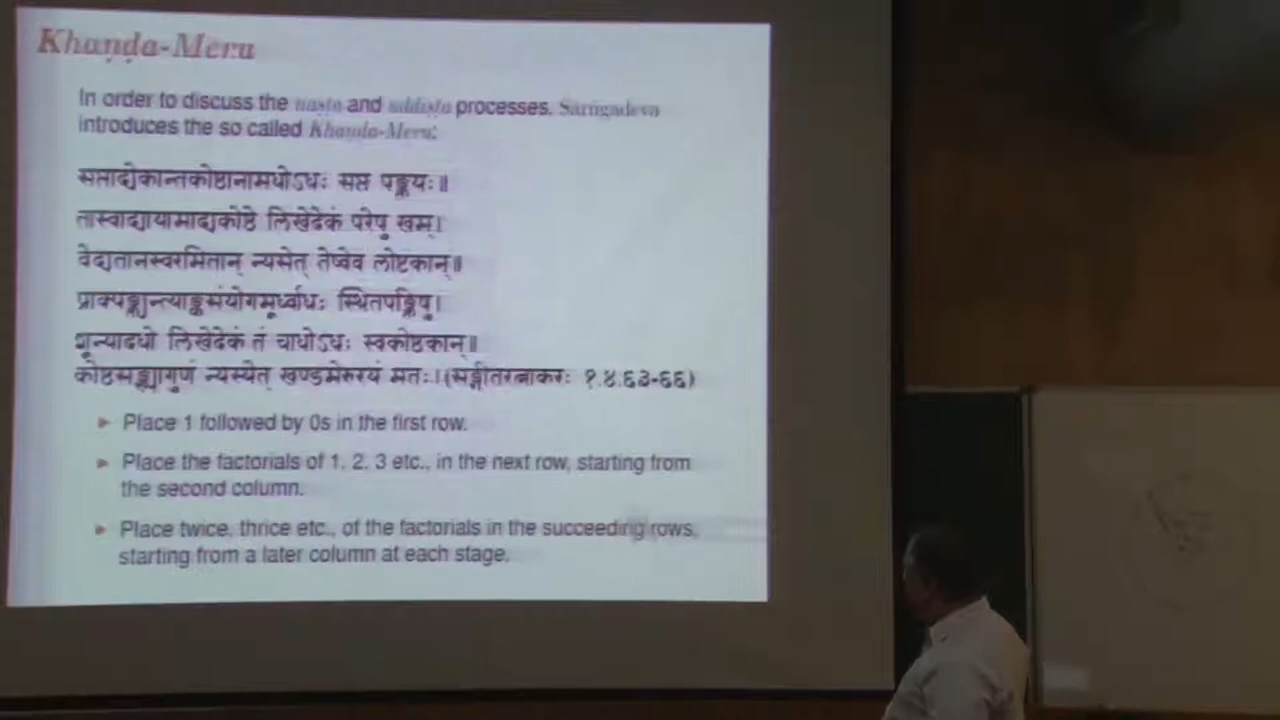 Khaṇḍa-Meru
In order to discuss the naṣṭa and uddiṣṭa processes, Śārṅgadeva
introduces the so called Khaṇḍa-Meru:
सप्ताद्येकान्तकोष्ठानामधोऽधः सप्त पङ्क्तयः॥
तास्वाद्यायामाद्यकोष्ठे लिखेदेकं परेषु खम्।
वेद्यतानस्वरमितान् न्यसेत् तेष्वेव लोष्टकान्॥
प्राक्पङ्क्त्यन्त्याङ्कसंयोगमूर्ध्वाधः स्थितपङ्क्तिषु।
शून्यादधो लिखेदेकं तं चाधोऽधः स्वकोष्ठकान्॥
कोष्ठसङ्ख्यागुणं न्यस्येत् खण्डमेरुरयं मतः। (सङ्गीतरत्नाकरः १.४.६३-६६)
► Place 1 followed by 0s in the first row.
► Place the factorials of 1, 2, 3 etc., in the next row, starting from
the second column.
► Place twice, thrice etc., of the factorials in the succeeding rows,
starting from a later column at each stage.